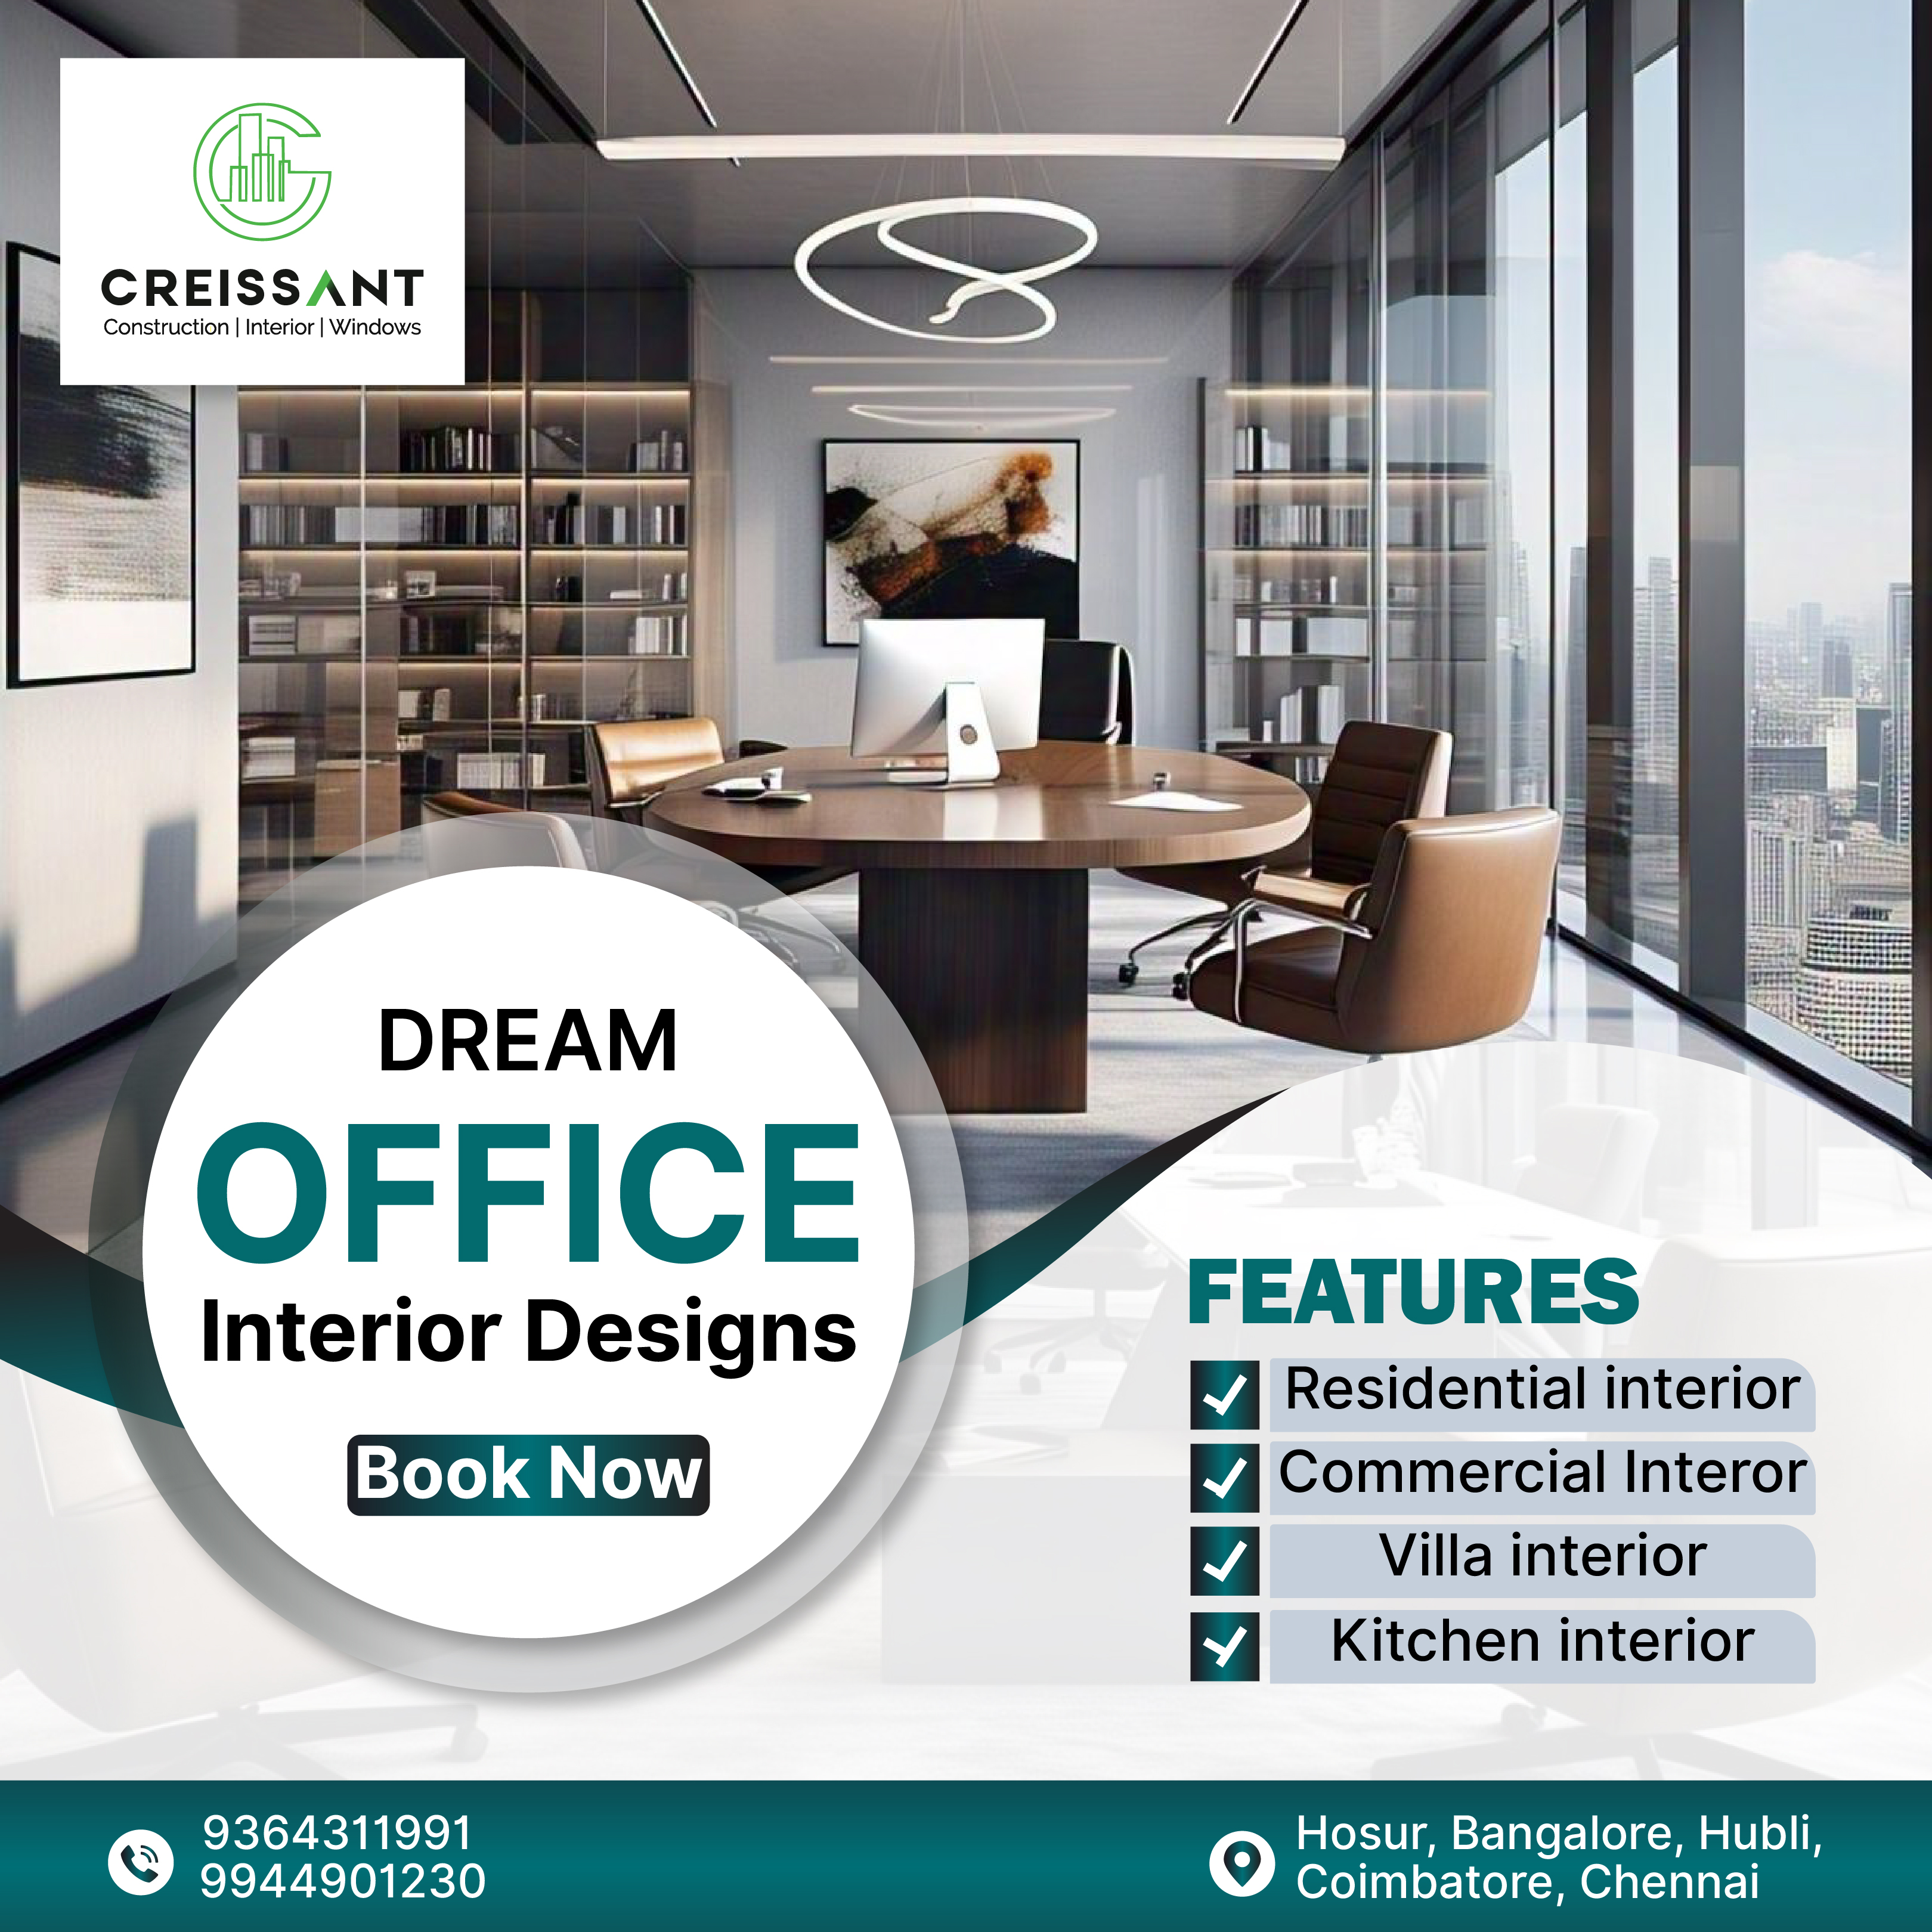 CREISSANT
Construction | Interior | Windows
DREAM
OFFICE
Interior Designs
Book Now
FEATURES
Residential interior
Commercial Interor
Villa interior
Kitchen interior
9364311991
9944901230
Hosur, Bangalore, Hubli,
Coimbatore, Chennai